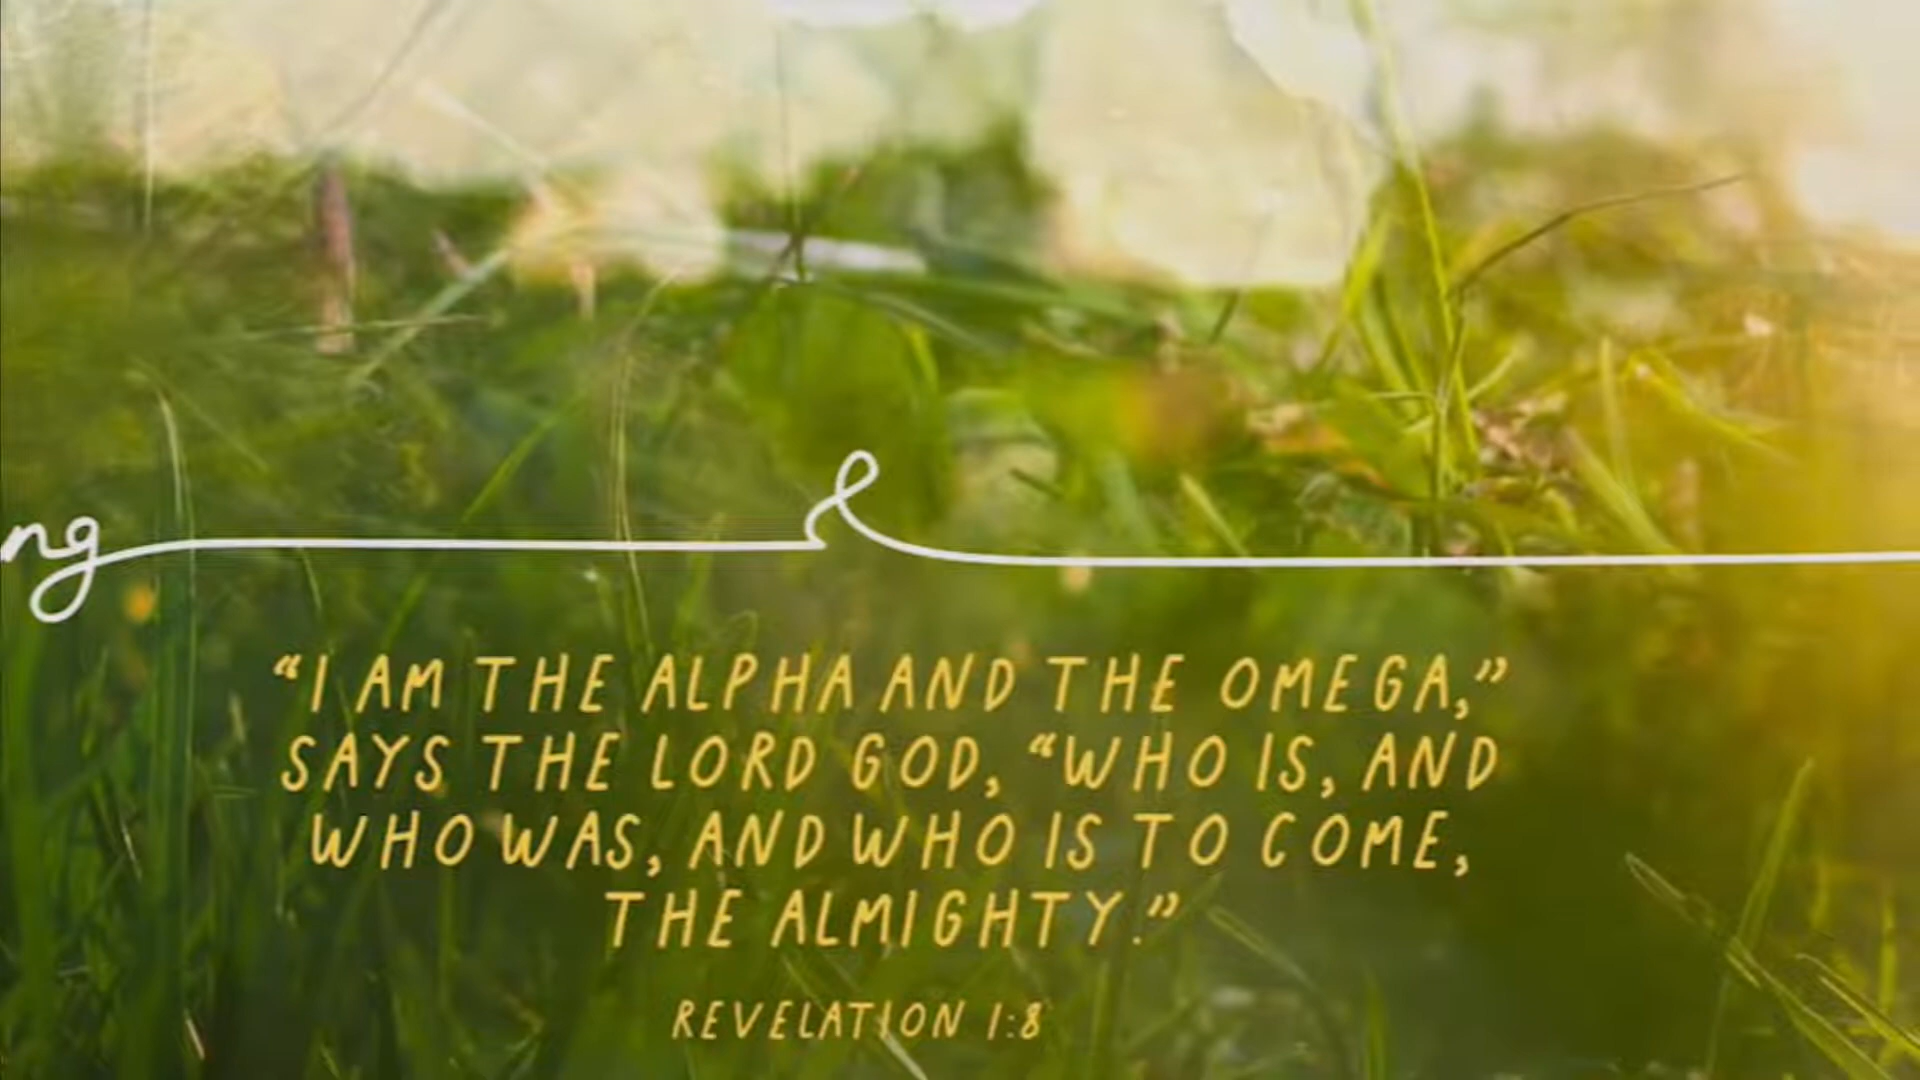 ng &
“I AM THE ALPHA AND THE OMEGA,”
SAYS THE LORD GOD, “WHO IS, AND
WHO WAS, AND WHO IS TO COME,
THE ALMIGHTY.”
REVELATION 1:8